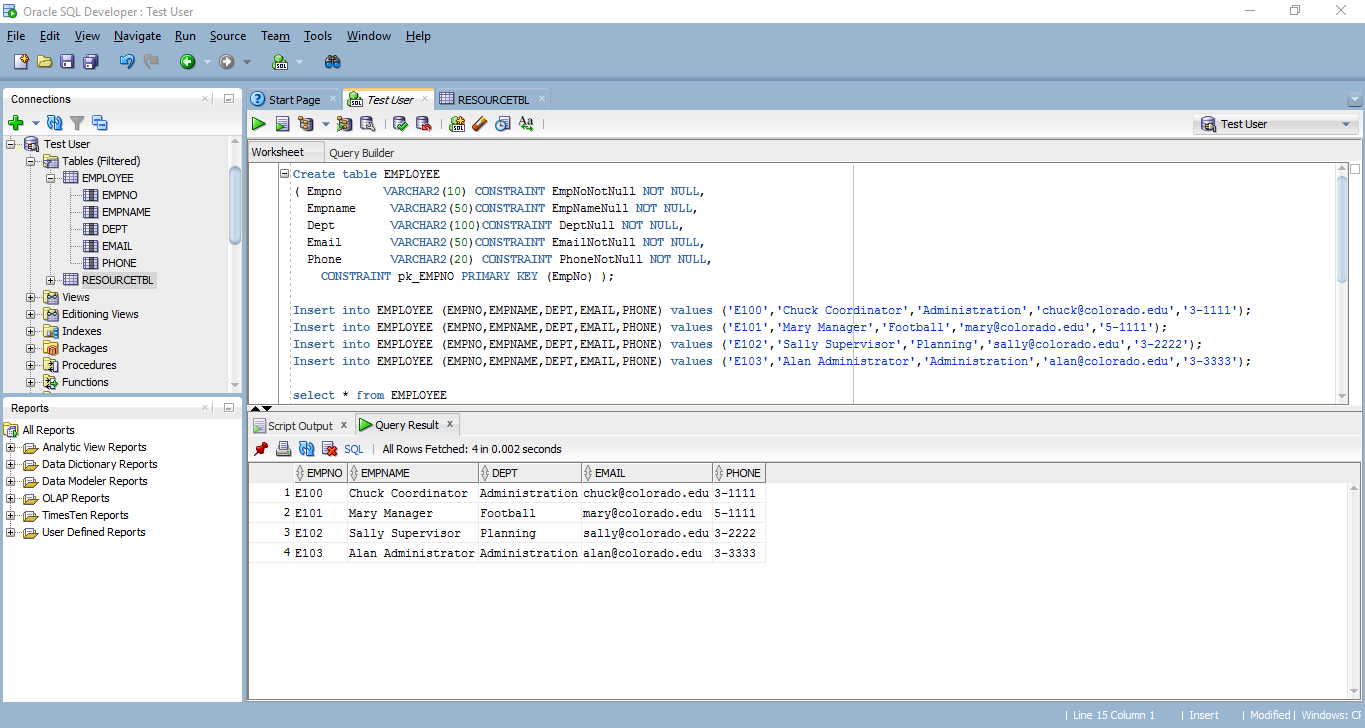 Oracle SQL Developer : Test User
File Edit View Navigate Run Source Team Tools Window Help
Connections
Test User
Tables (Filtered)
EMPLOYEE
EMPNO
EMPNAME
DEPT
EMAIL
PHONE
RESOURCETBL
Views
Editioning Views
Indexes
Packages
Procedures
Functions
Reports
All Reports
Analytic View Reports
Data Dictionary Reports
Data Modeler Reports
OLAP Reports
TimesTen Reports
User Defined Reports
Start Page Test User RESOURCETBL
Test User
Worksheet Query Builder
Create table EMPLOYEE
( Empno VARCHAR2(10) CONSTRAINT EmpNoNotNull NOT NULL,
Empname VARCHAR2(50)CONSTRAINT EmpNameNull NOT NULL,
Dept VARCHAR2(100)CONSTRAINT DeptNull NOT NULL,
Email VARCHAR2(50)CONSTRAINT EmailNotNull NOT NULL,
Phone VARCHAR2(20) CONSTRAINT PhoneNotNull NOT NULL,
CONSTRAINT pk_EMPNO PRIMARY KEY (EmpNo) );
Insert into EMPLOYEE (EMPNO,EMPNAME,DEPT,EMAIL,PHONE) values ('E100','Chuck Coordinator','Administration','chuck@colorado.edu','3-1111');
Insert into EMPLOYEE (EMPNO,EMPNAME,DEPT,EMAIL,PHONE) values ('E101','Mary Manager','Football','mary@colorado.edu','5-1111');
Insert into EMPLOYEE (EMPNO,EMPNAME,DEPT,EMAIL,PHONE) values ('E102','Sally Supervisor','Planning','sally@colorado.edu','3-2222');
Insert into EMPLOYEE (EMPNO,EMPNAME,DEPT,EMAIL,PHONE) values ('E103','Alan Administrator','Administration','alan@colorado.edu','3-3333');
select * from EMPLOYEE
Script Output x Query Result x
SQL | All Rows Fetched: 4 in 0.002 seconds
EMPNO EMPNAME DEPT EMAIL PHONE
1 E100 Chuck Coordinator Administration chuck@colorado.edu 3-1111
2 E101 Mary Manager Football mary@colorado.edu 5-1111
3 E102 Sally Supervisor Planning sally@colorado.edu 3-2222
4 E103 Alan Administrator Administration alan@colorado.edu 3-3333
| Line 15 Column 1 | Insert | Modified | Windows: